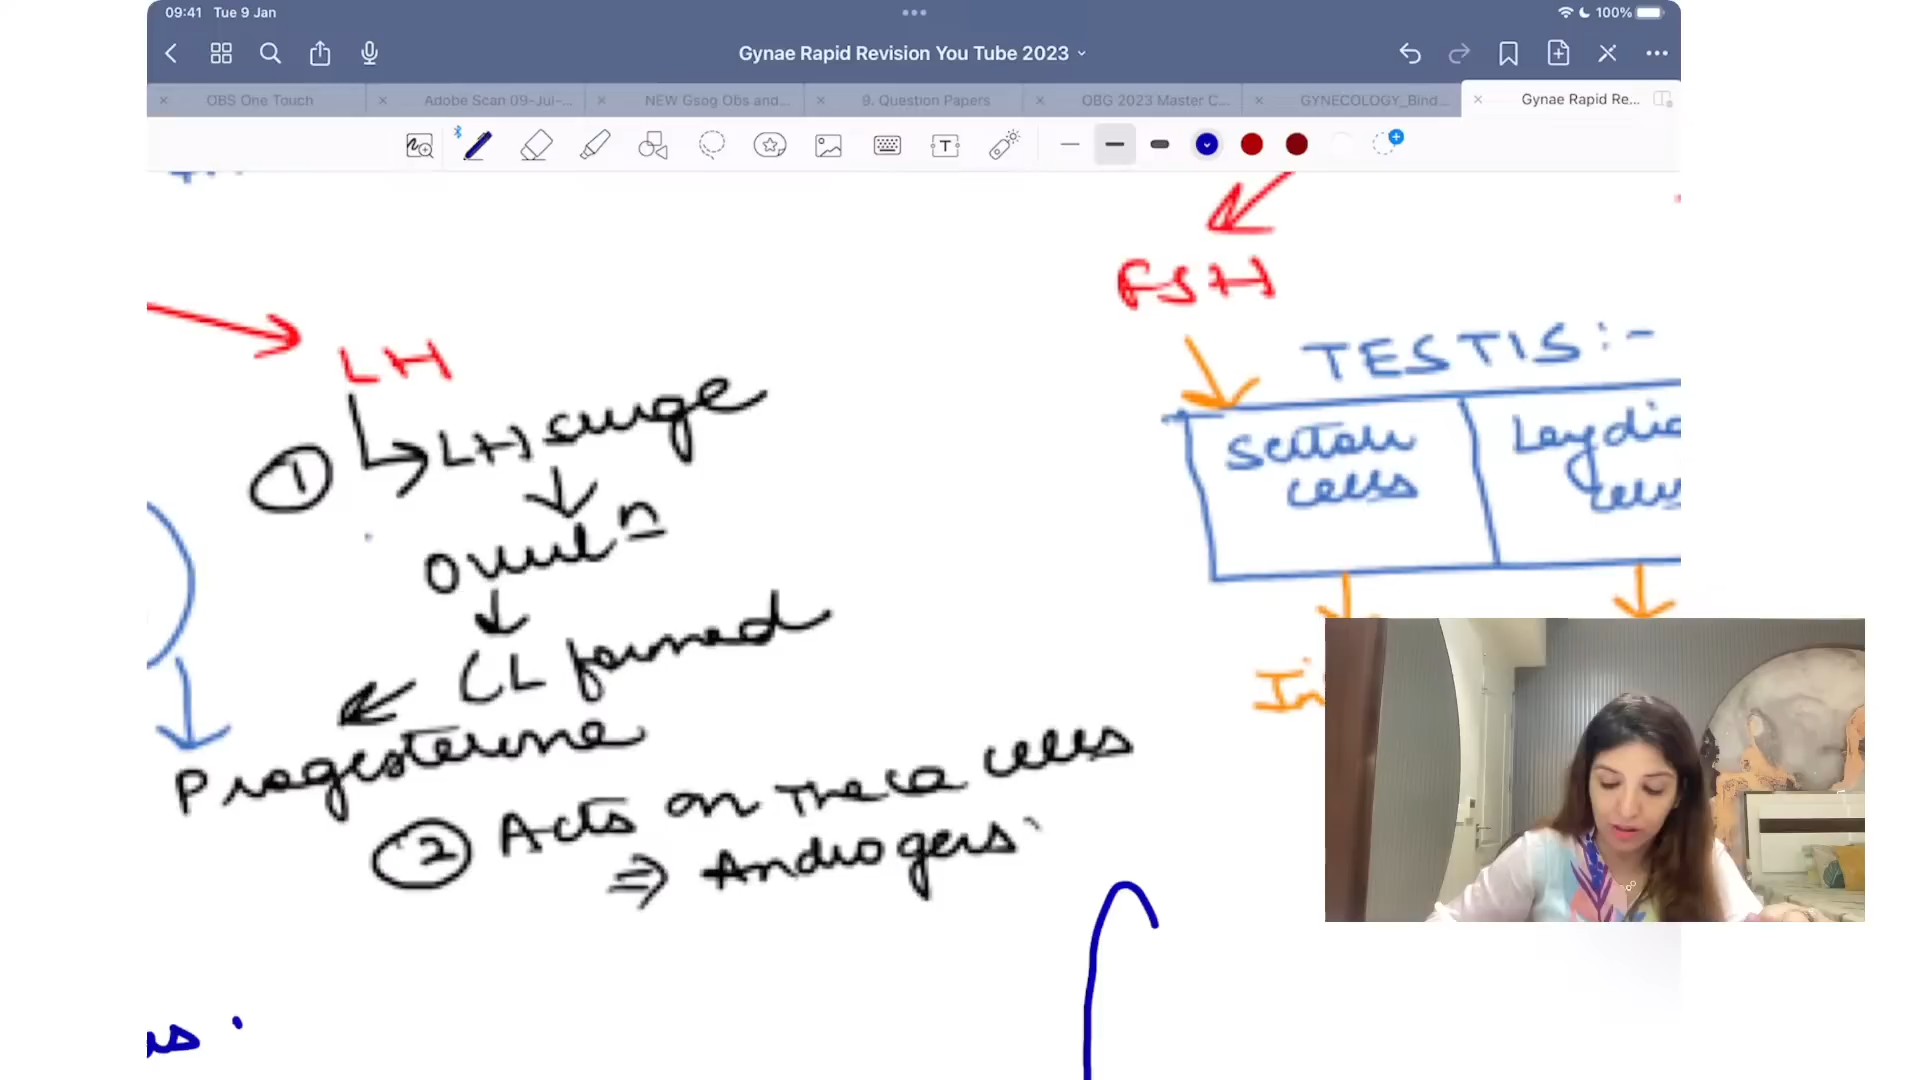 09:41 Tue 9 Jan
100%
Gynae Rapid Revision You Tube 2023
OBS One Touch
Adobe Scan 09-Jul-...
NEW Gsog Obs and...
9. Question Papers
OBG 2023 Master C...
GYNECOLOGY_Bind...
Gynae Rapid Re...
LH
① LH surge
Ovuln
CL formed
Progesterone
② Acts on Theca cells
⇒ Androgens
FSH
TESTIS:-
Sertoli cells
Leydig
cells
In